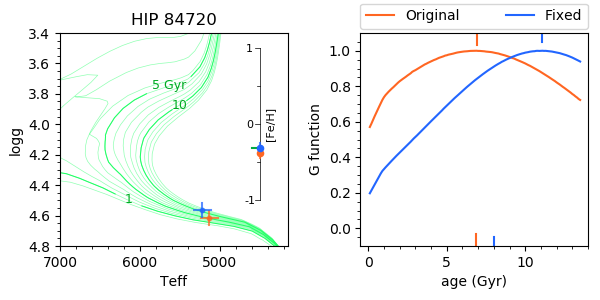 HIP 84720
Original Fixed
3.4
3.6
3.8
4.0
4.2
4.4
4.6
4.8
logg
7000 6000 5000
Teff
5 Gyr
10
1
1
0
-1
[Fe/H]
1.0
0.8
0.6
0.4
0.2
0.0
G function
0 5 10
age (Gyr)